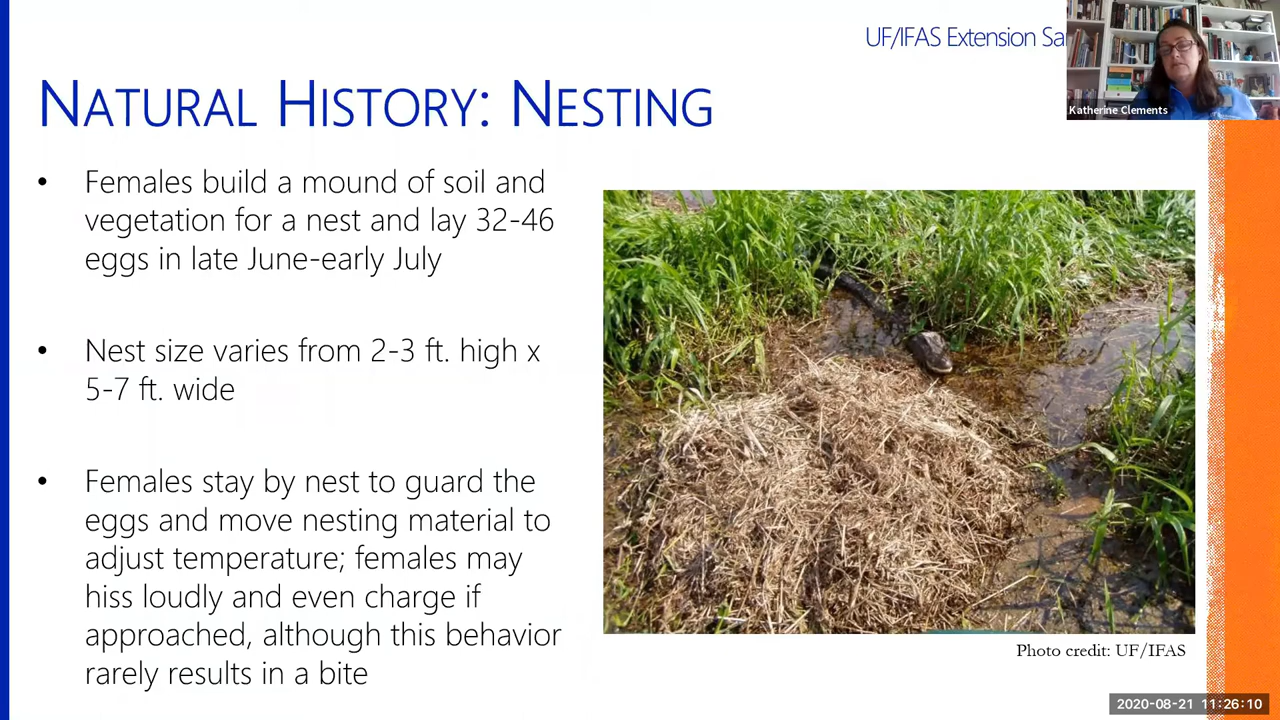 UF/IFAS Extension
Katherine Clements
NATURAL HISTORY: NESTING
• Females build a mound of soil and
vegetation for a nest and lay 32-46
eggs in late June-early July
• Nest size varies from 2-3 ft. high x
5-7 ft. wide
• Females stay by nest to guard the
eggs and move nesting material to
adjust temperature; females may
hiss loudly and even charge if
approached, although this behavior
rarely results in a bite
Photo credit: UF/IFAS
2020-08-21 11:26:10